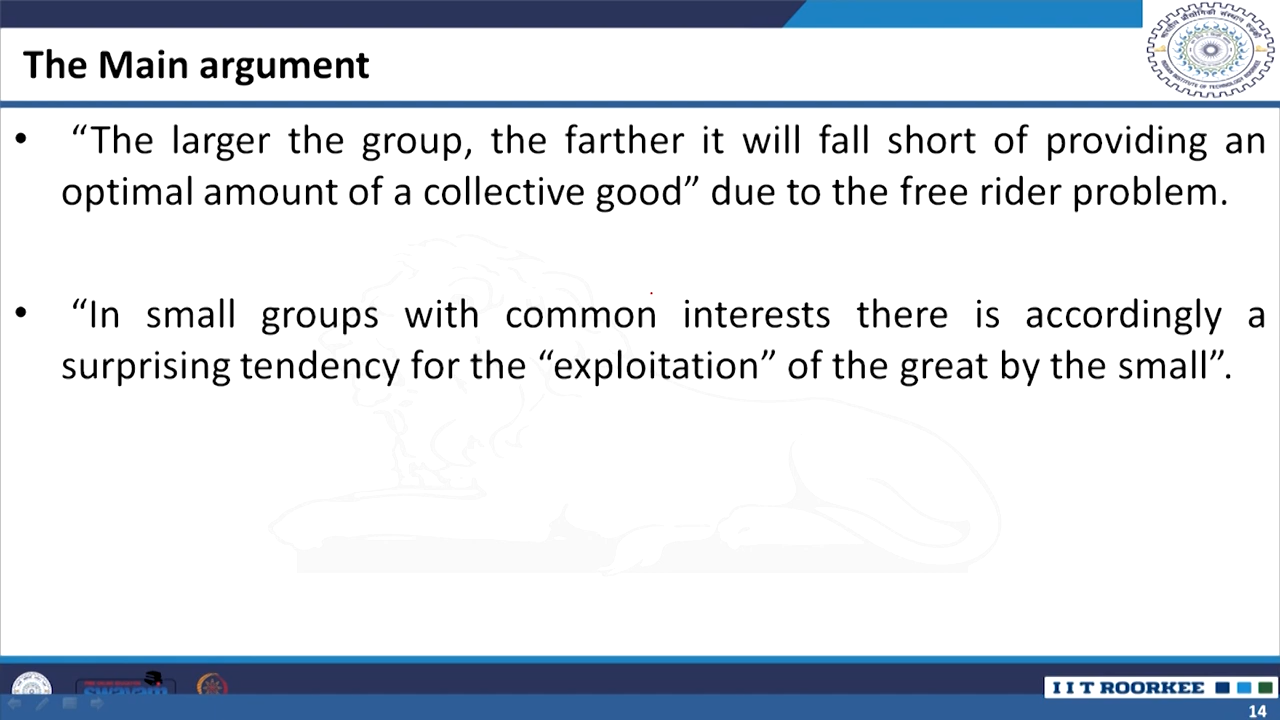 The Main argument
• “The larger the group, the farther it will fall short of providing an
optimal amount of a collective good” due to the free rider problem.
• “In small groups with common interests there is accordingly a
surprising tendency for the “exploitation” of the great by the small”.
swayam
IIT ROORKEE
14